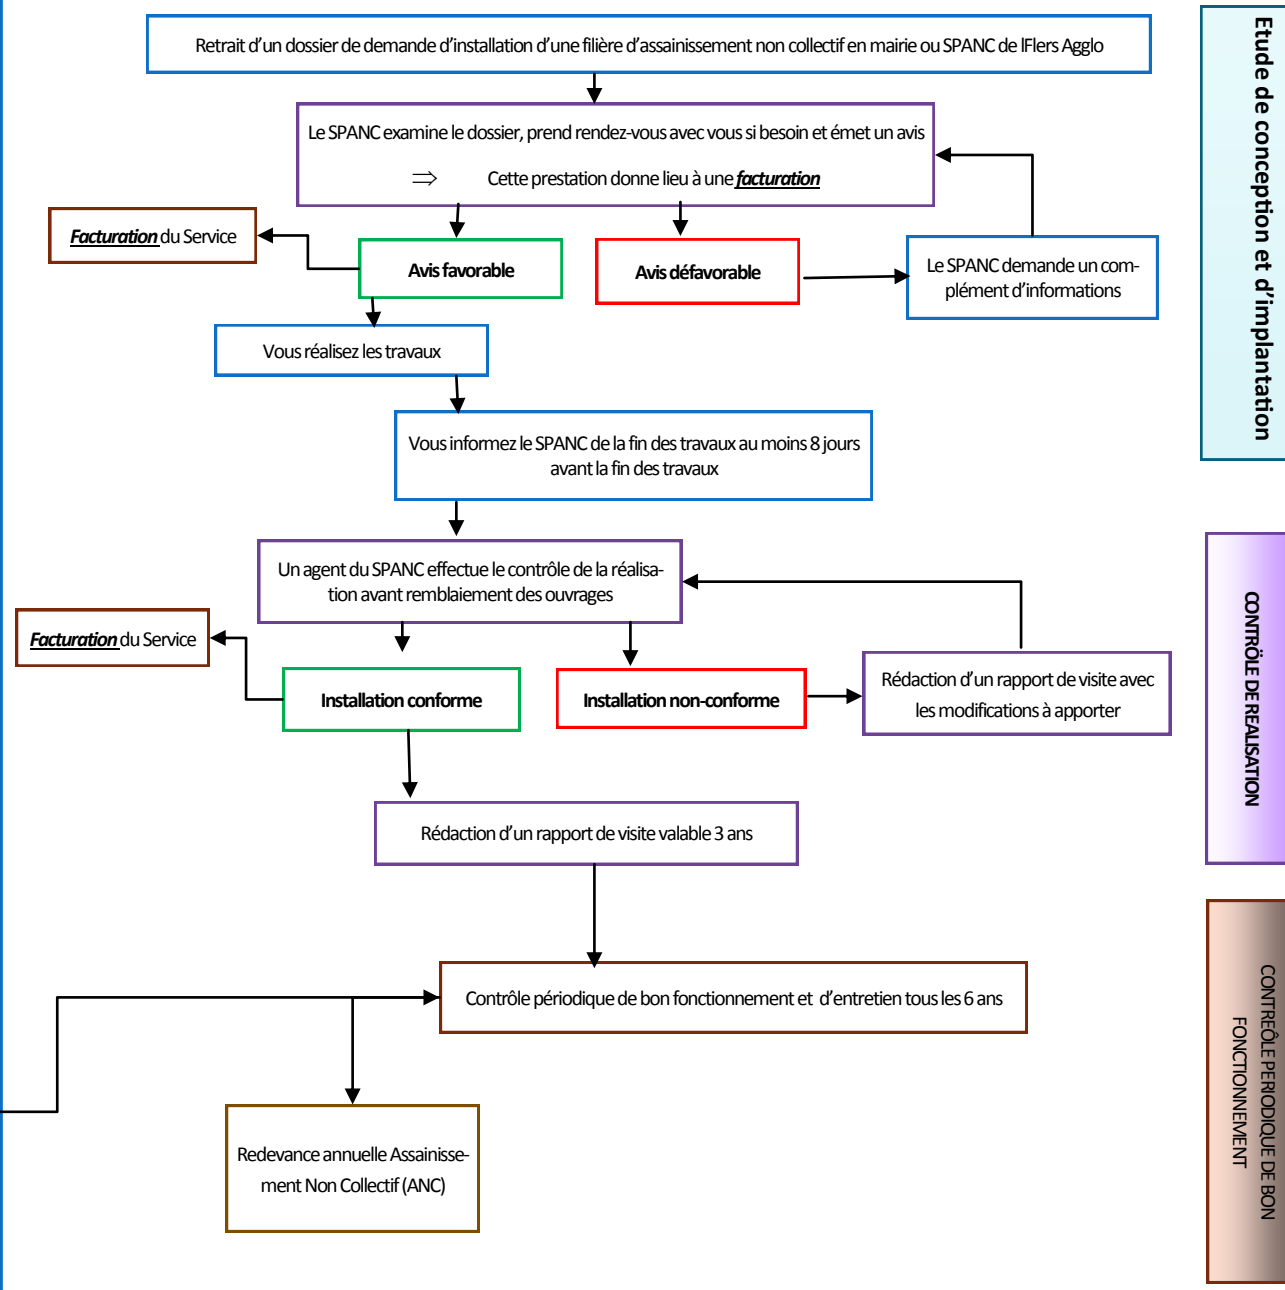 Retrait d’un dossier de demande d’installation d’une filière d’assainissement non collectif en mairie ou SPANC de lFlers Agglo
Le SPANC examine le dossier, prend rendez-vous avec vous si besoin et émet un avis
⇒ Cette prestation donne lieu à une facturation
Facturation du Service
Avis favorable
Avis défavorable
Le SPANC demande un com-
plément d’informations
Vous réalisez les travaux
Vous informez le SPANC de la fin des travaux au moins 8 jours
avant la fin des travaux
Etude de conception et d’implantation
Un agent du SPANC effectue le contrôle de la réalisa-
tion avant remblaiement des ouvrages
Facturation du Service
Installation conforme
Installation non-conforme
Rédaction d’un rapport de visite avec
les modifications à apporter
Rédaction d’un rapport de visite valable 3 ans
CONTRÖLE DE REALISATION
Contrôle périodique de bon fonctionnement et d’entretien tous les 6 ans
Redevance annuelle Assainisse-
ment Non Collectif (ANC)
CONTREÔLE PERIODIQUE DE BON
FONCTIONNEMENT